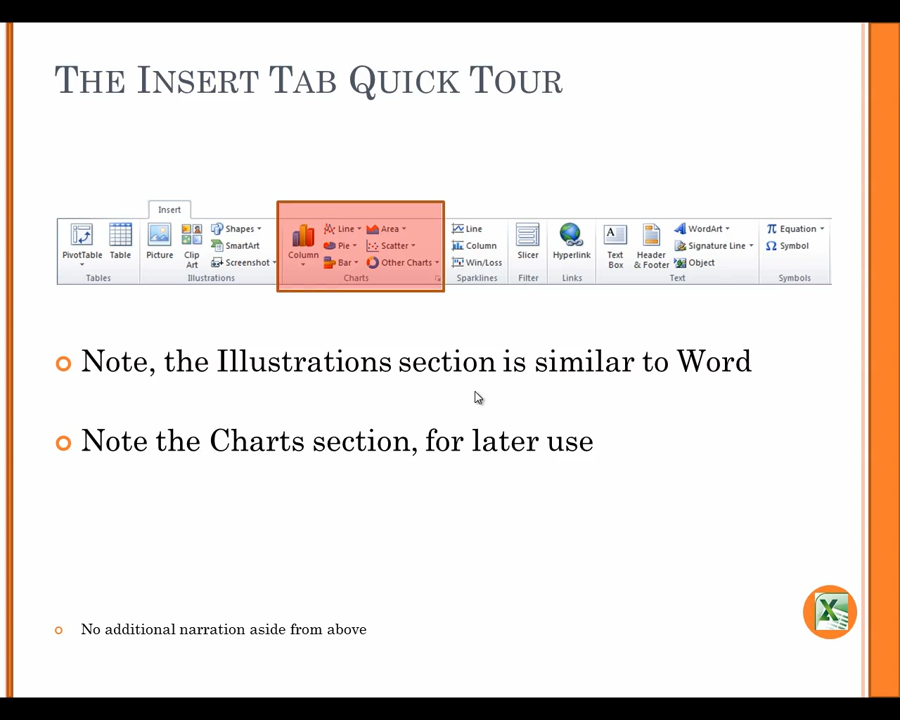 THE INSERT TAB QUICK TOUR
Insert
PivotTable Table Picture Clip Art Shapes SmartArt Screenshot Column Line Pie Bar Area Scatter Other Charts Line Column Win/Loss Slicer Hyperlink Text Box Header & Footer WordArt Signature Line Object Equation Symbol
Tables Illustrations Charts Sparklines Filter Links Text Symbols
Note, the Illustrations section is similar to Word
Note the Charts section, for later use
No additional narration aside from above